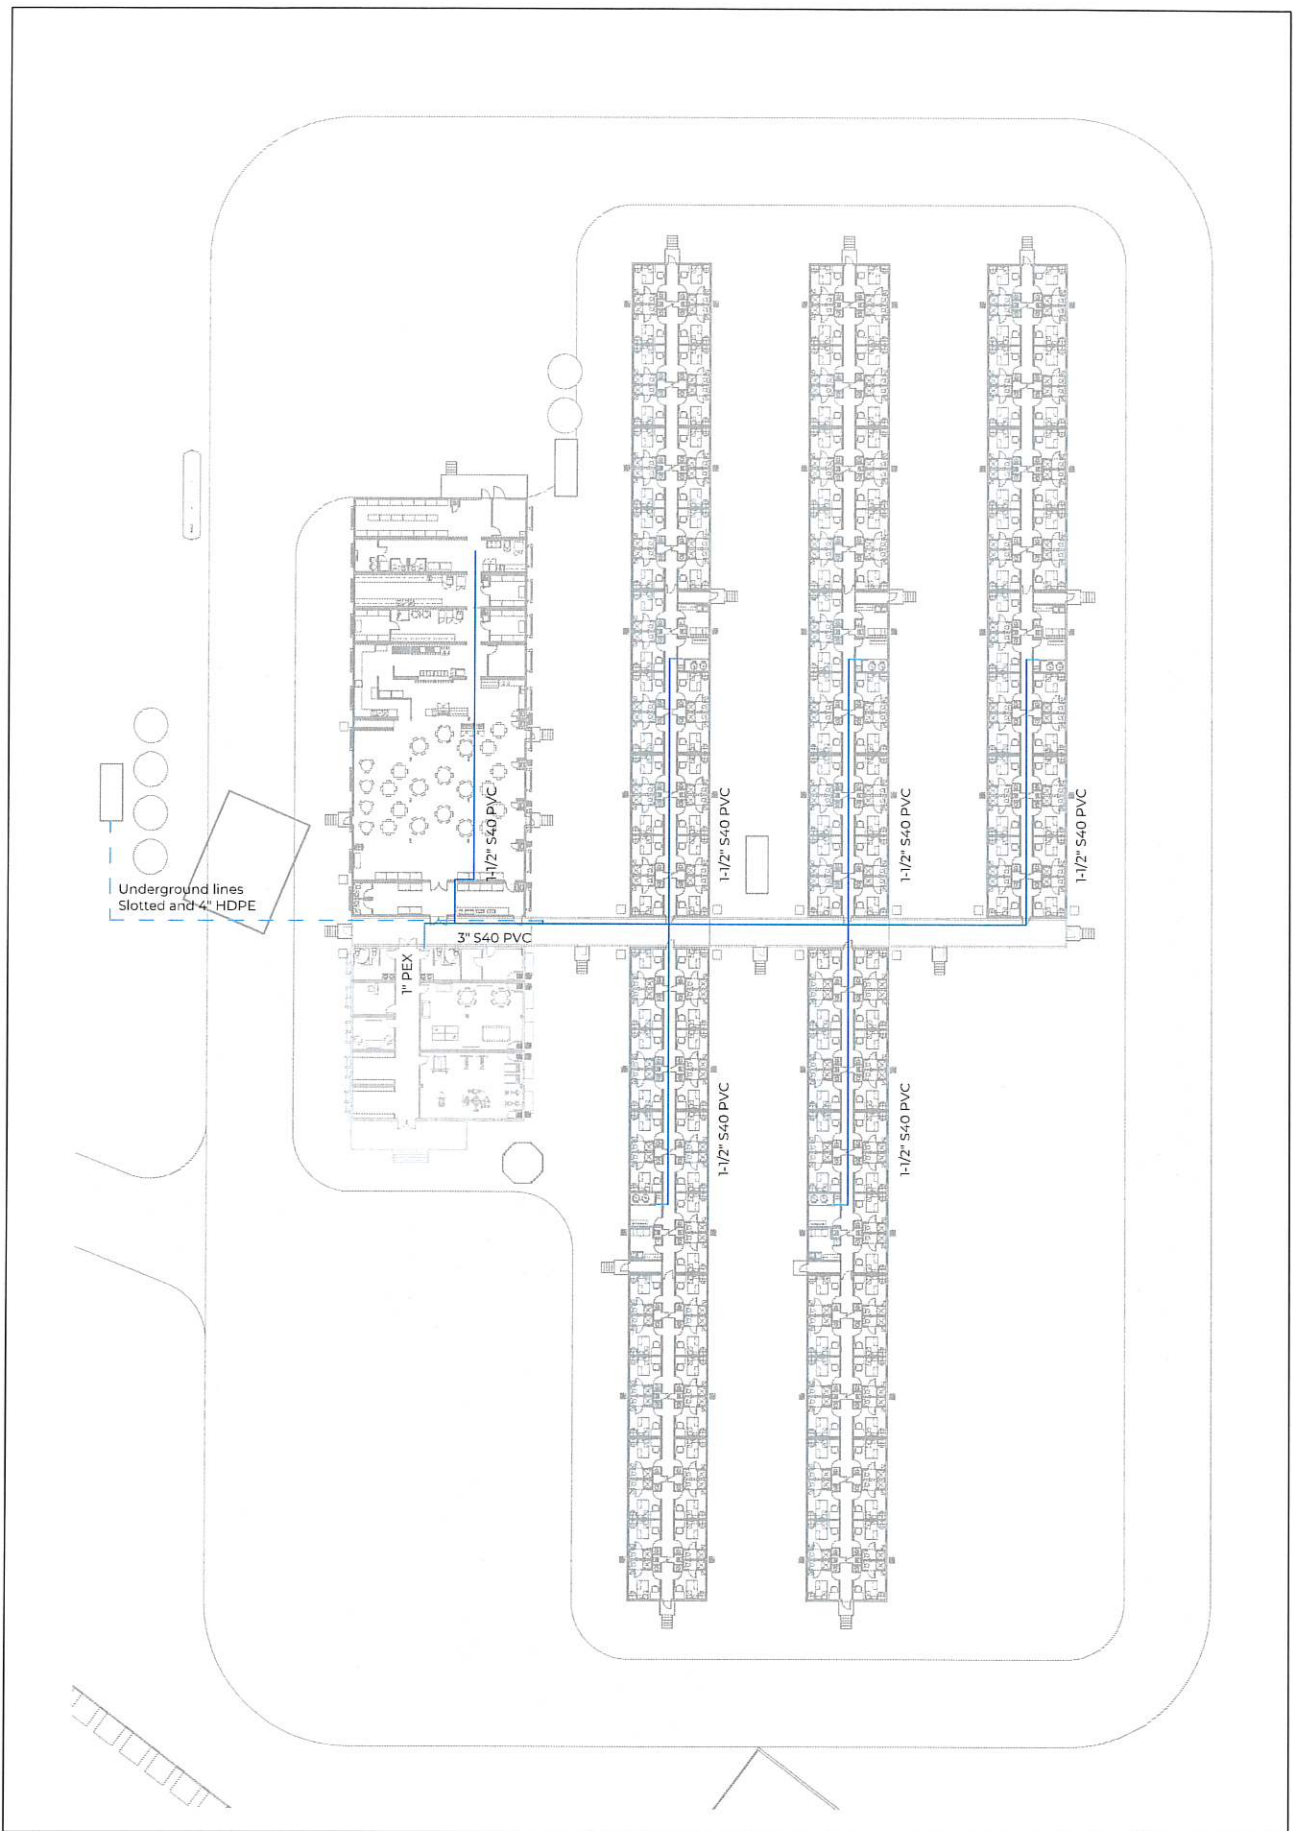 1-1/2" S40 PVC
1-1/2" S40 PVC
1-1/2" S40 PVC
1-1/2" S40 PVC
Underground lines
Slotted and 4" HDPE
3" S40 PVC
1" PEX
1-1/2" S40 PVC
1-1/2" S40 PVC